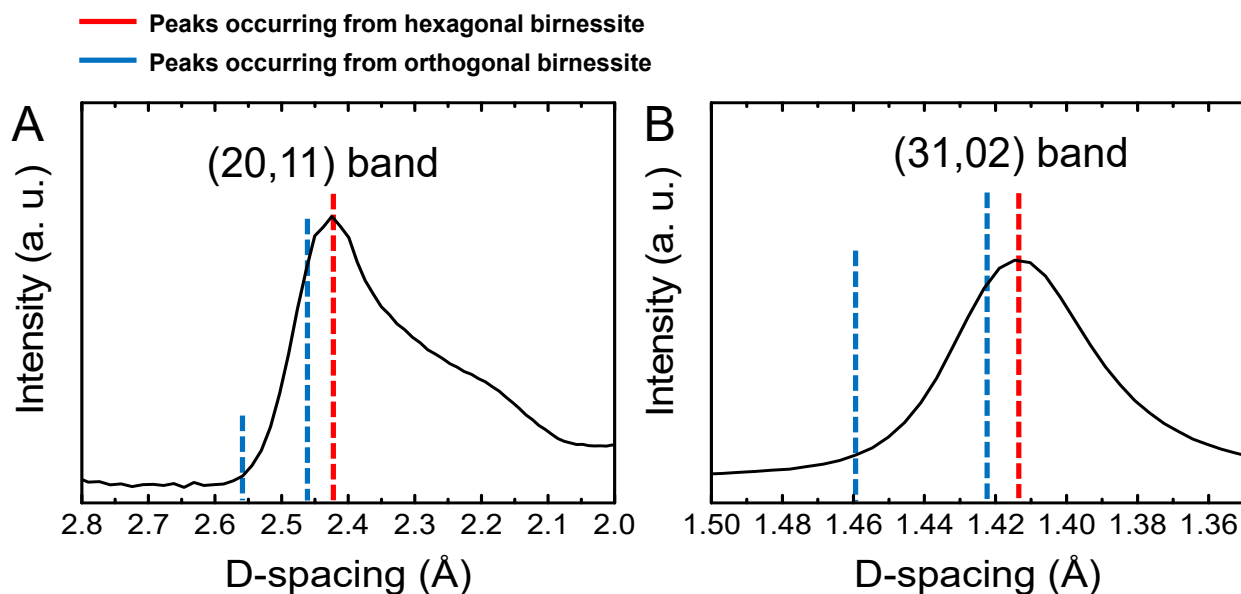 Peaks occurring from hexagonal birnessite
Peaks occurring from orthogonal birnessite
A
(20,11) band
Intensity (a. u.)
2.8 2.7 2.6 2.5 2.4 2.3 2.2 2.1 2.0
D-spacing (Å)
B
(31,02) band
Intensity (a. u.)
1.50 1.48 1.46 1.44 1.42 1.40 1.38 1.36
D-spacing (Å)